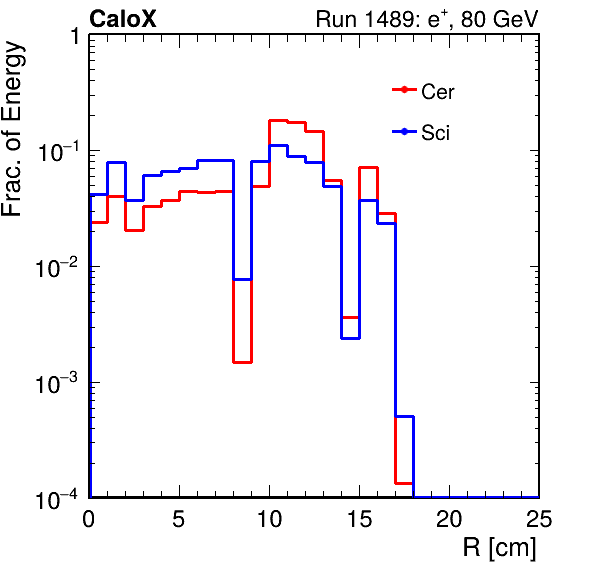 CaloX Run 1489: e⁺, 80 GeV
Frac. of Energy
1
10⁻¹
10⁻²
10⁻³
10⁻⁴
Cer
Sci
0 5 10 15 20 25
R [cm]